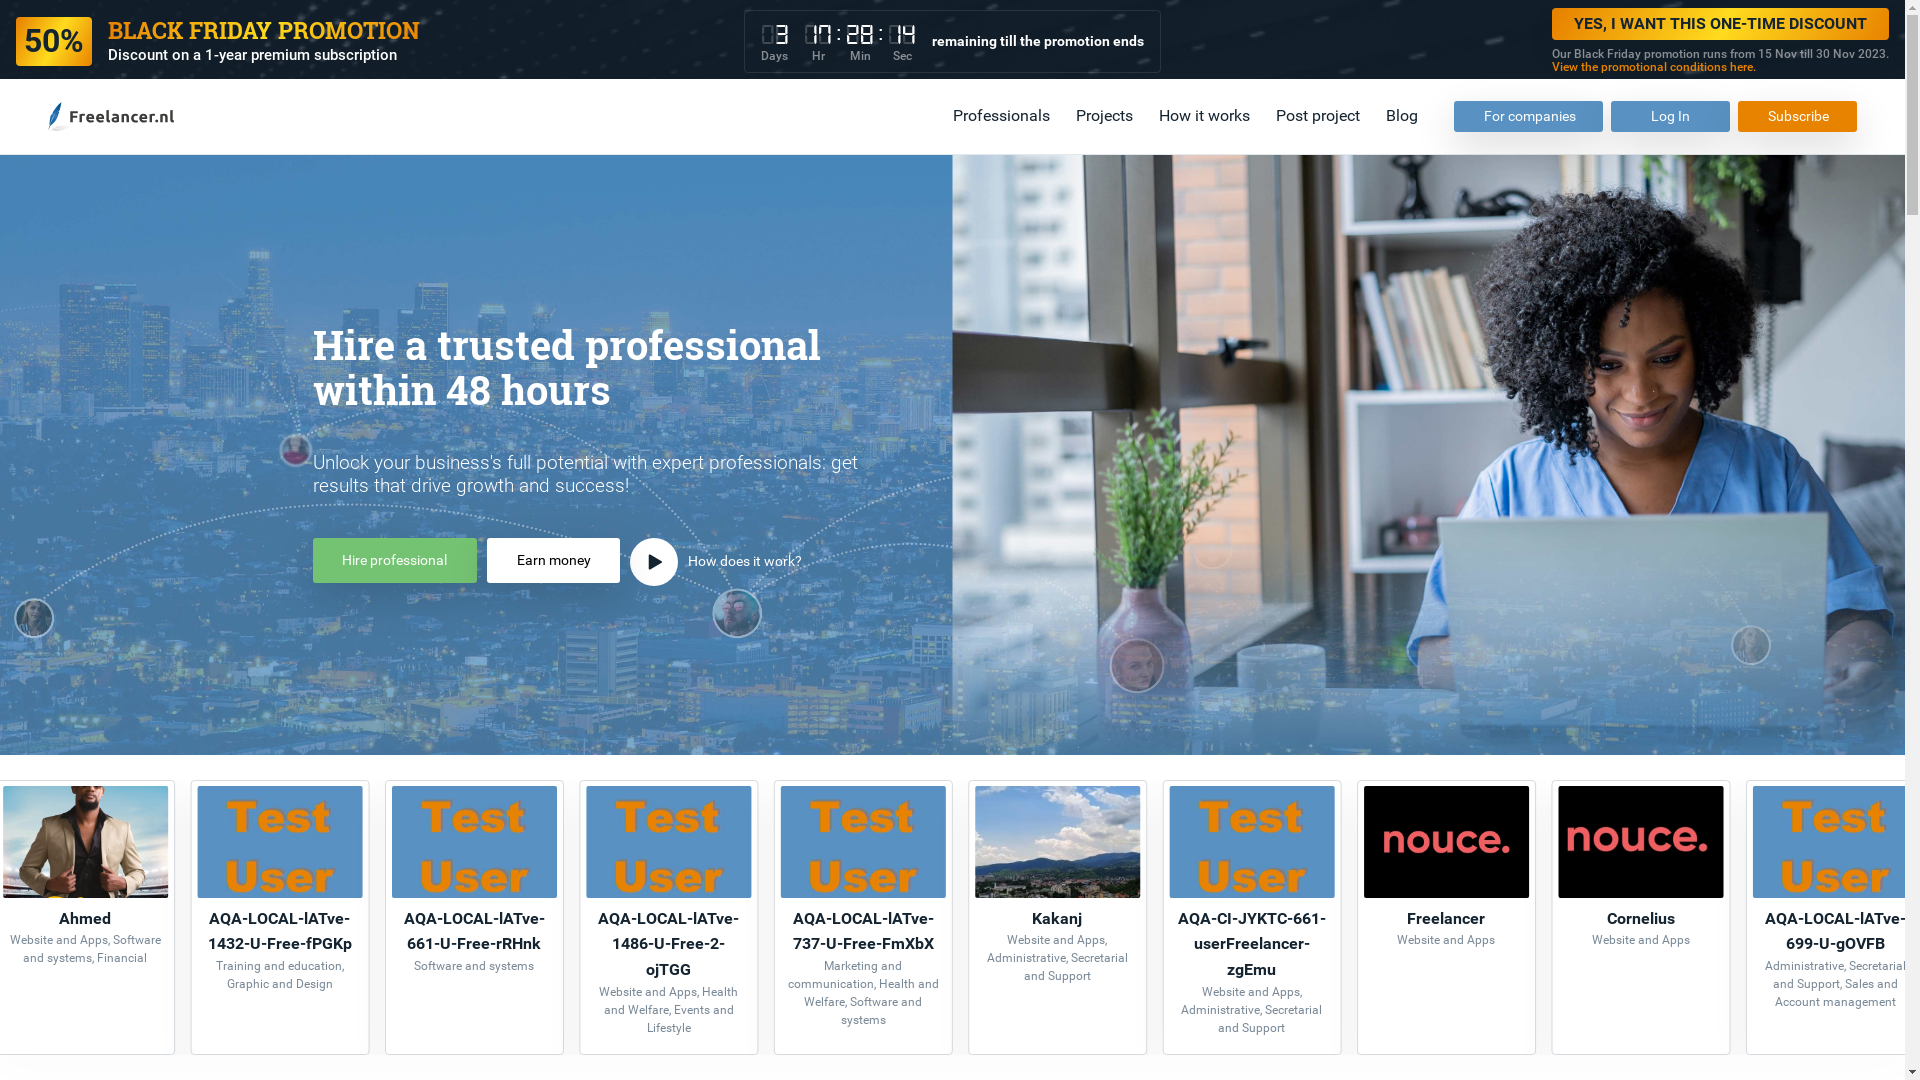 50%
BLACK FRIDAY PROMOTION
Discount on a 1-year premium subscription
3 17 : 28 : 14
Days Hr Min Sec
remaining till the promotion ends
YES, I WANT THIS ONE-TIME DISCOUNT
Our Black Friday promotion runs from 15 Nov till 30 Nov 2023.
View the promotional conditions here.
Freelancer.nl
Professionals
Projects
How it works
Post project
Blog
For companies
Log In
Subscribe
Hire a trusted professional
within 48 hours
Unlock your business's full potential with expert professionals: get
results that drive growth and success!
Hire professional
Earn money
How does it work?
Ahmed
Website and Apps, Software
and systems, Financial
Test
User
AQA-LOCAL-lATve-
1432-U-Free-fPGKp
Training and education,
Graphic and Design
Test
User
AQA-LOCAL-lATve-
661-U-Free-rRHnk
Software and systems
Test
User
AQA-LOCAL-lATve-
1486-U-Free-2-
ojTGG
Website and Apps, Health
and Welfare, Events and
Lifestyle
Test
User
AQA-LOCAL-lATve-
737-U-Free-FmXbX
Marketing and
communication, Health and
Welfare, Software and
systems
Kakanj
Website and Apps,
Administrative, Secretarial
and Support
Test
User
AQA-CI-JYKTC-661-
userFreelancer-
zgEmu
Website and Apps,
Administrative, Secretarial
and Support
nouce.
Freelancer
Website and Apps
nouce.
Cornelius
Website and Apps
Test
User
AQA-LOCAL-lATve-
699-U-gOVFB
Administrative, Secretarial
and Support, Sales and
Account management